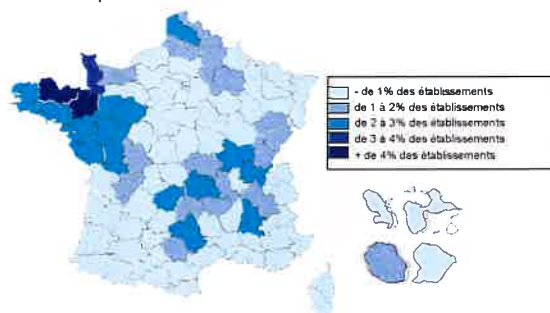 - de 1% des établissements
de 1 à 2% des établissements
de 2 à 3% des établissements
de 3 à 4% des établissements
+ de 4% des établissements